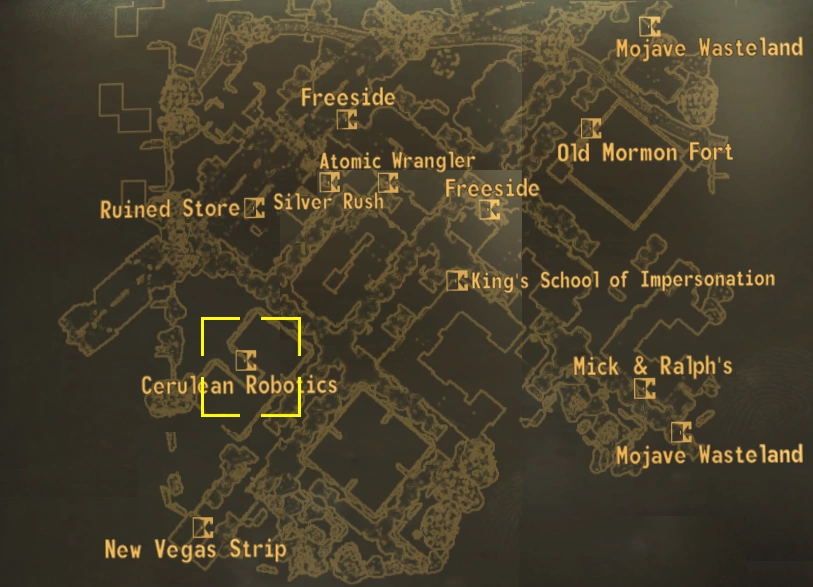 Mojave Wasteland
Freeside
Old Mormon Fort
Atomic Wrangler
Freeside
Ruined Store
Silver Rush
King's School of Impersonation
Mick & Ralph's
Cerulean Robotics
Mojave Wasteland
New Vegas Strip